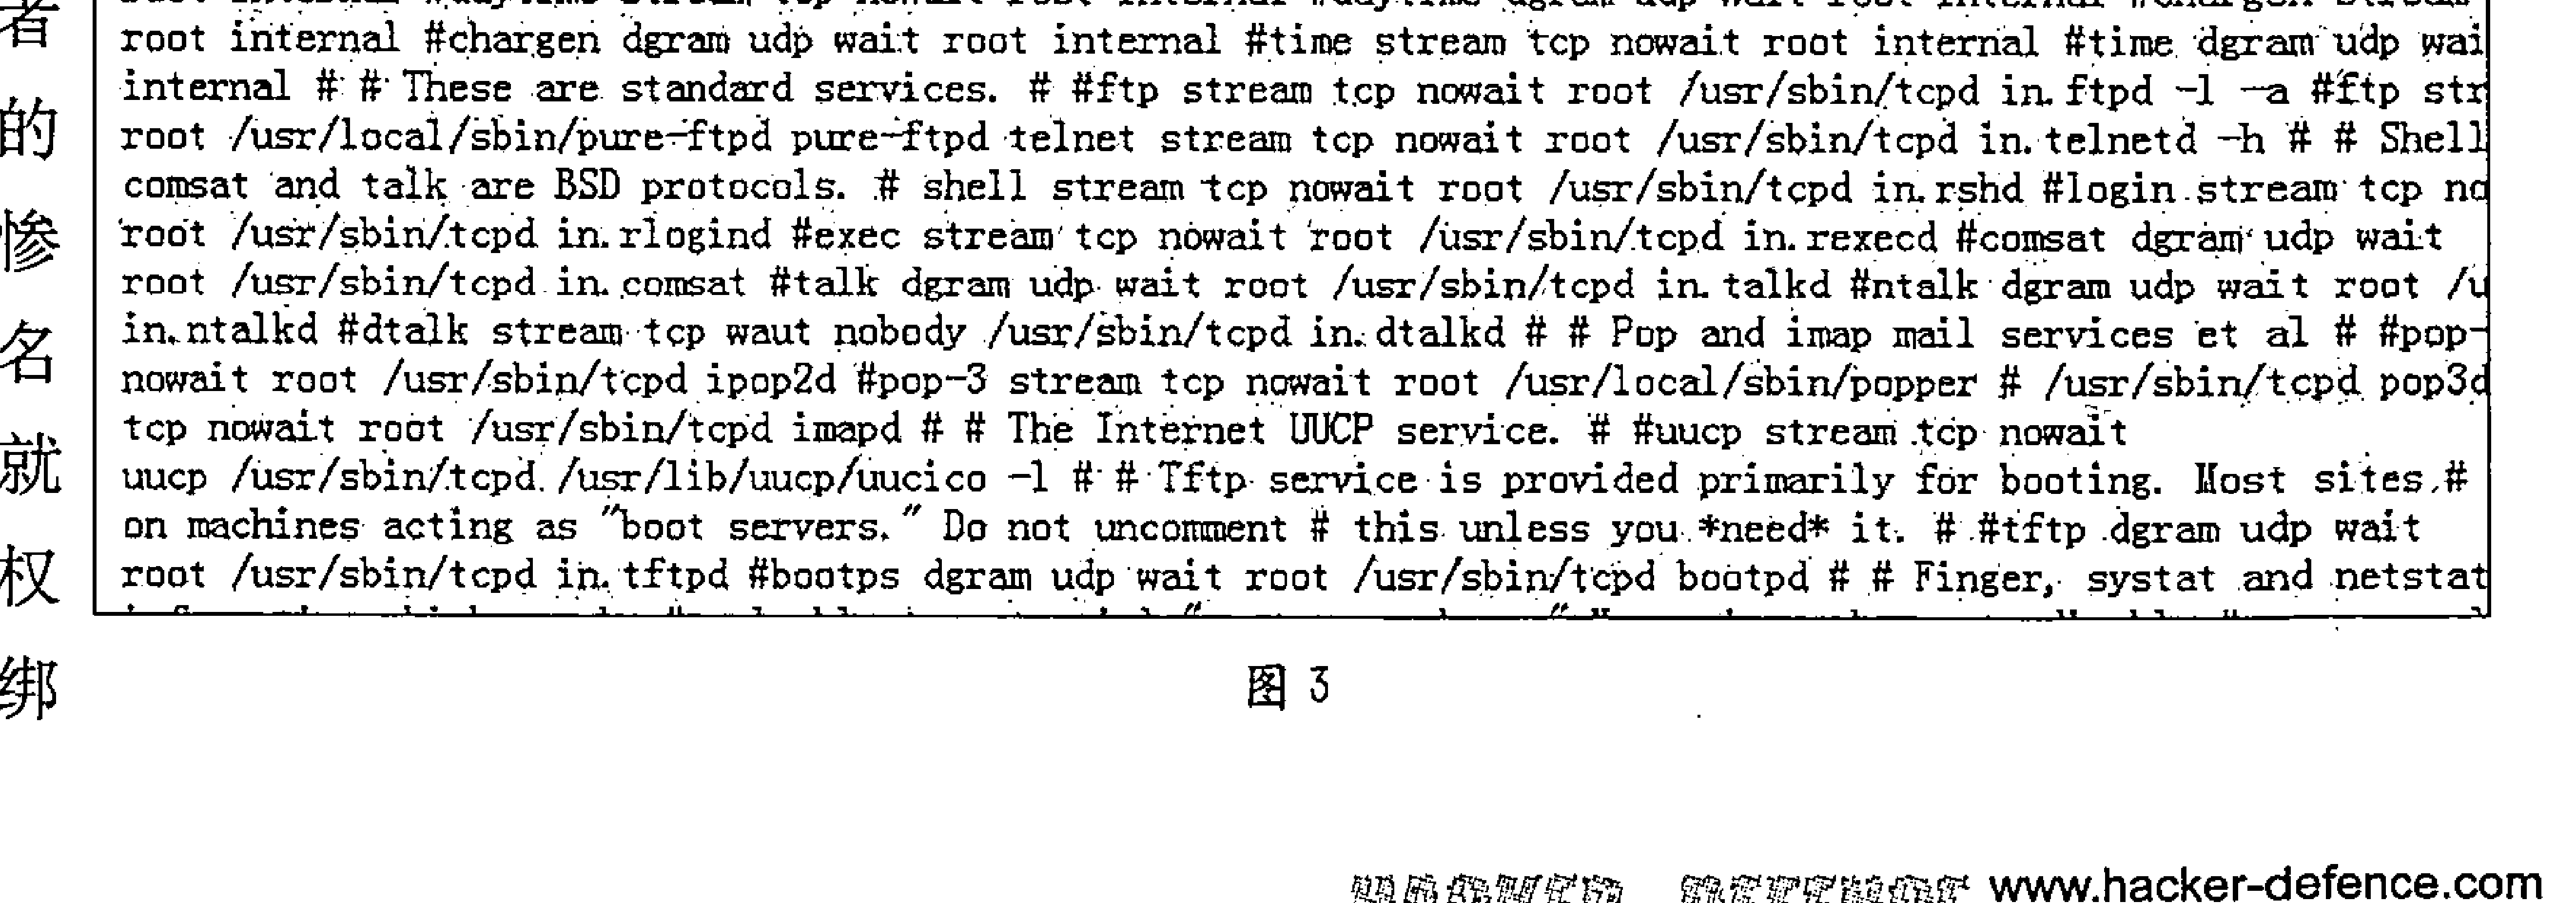 者
的
惨
名
就
权
绑
root internal #chargen dgram udp wait root internal #time stream tcp nowait root internal #time dgram udp wai
internal # # These are standard services. # #ftp stream tcp nowait root /usr/sbin/tcpd in.ftpd -l -a #ftp str
root /usr/local/sbin/pure-ftpd pure-ftpd telnet stream tcp nowait root /usr/sbin/tcpd in.telnetd -h # # Shell
comsat and talk are BSD protocols. # shell stream tcp nowait root /usr/sbin/tcpd in.rshd #login stream tcp no
root /usr/sbin/tcpd in.rlogind #exec stream tcp nowait root /usr/sbin/tcpd in.rexecd #comsat dgram udp wait
root /usr/sbin/tcpd in.comsat #talk dgram udp wait root /usr/sbin/tcpd in.talkd #ntalk dgram udp wait root /u
in.ntalkd #dtalk stream tcp waut nobody /usr/sbin/tcpd in.dtalkd # # Pop and imap mail services et al # #pop-
nowait root /usr/sbin/tcpd ipop2d #pop-3 stream tcp nowait root /usr/local/sbin/popper # /usr/sbin/tcpd pop3d
tcp nowait root /usr/sbin/tcpd imapd # # The Internet UUCP service. # #uucp stream tcp nowait
uucp /usr/sbin/tcpd /usr/lib/uucp/uucico -l # # Tftp service is provided primarily for booting. Most sites #
on machines acting as "boot servers." Do not uncomment # this unless you *need* it. # #tftp dgram udp wait
root /usr/sbin/tcpd in.tftpd #bootps dgram udp wait root /usr/sbin/tcpd bootpd # # Finger, systat and netstat
图 3
www.hacker-defence.com